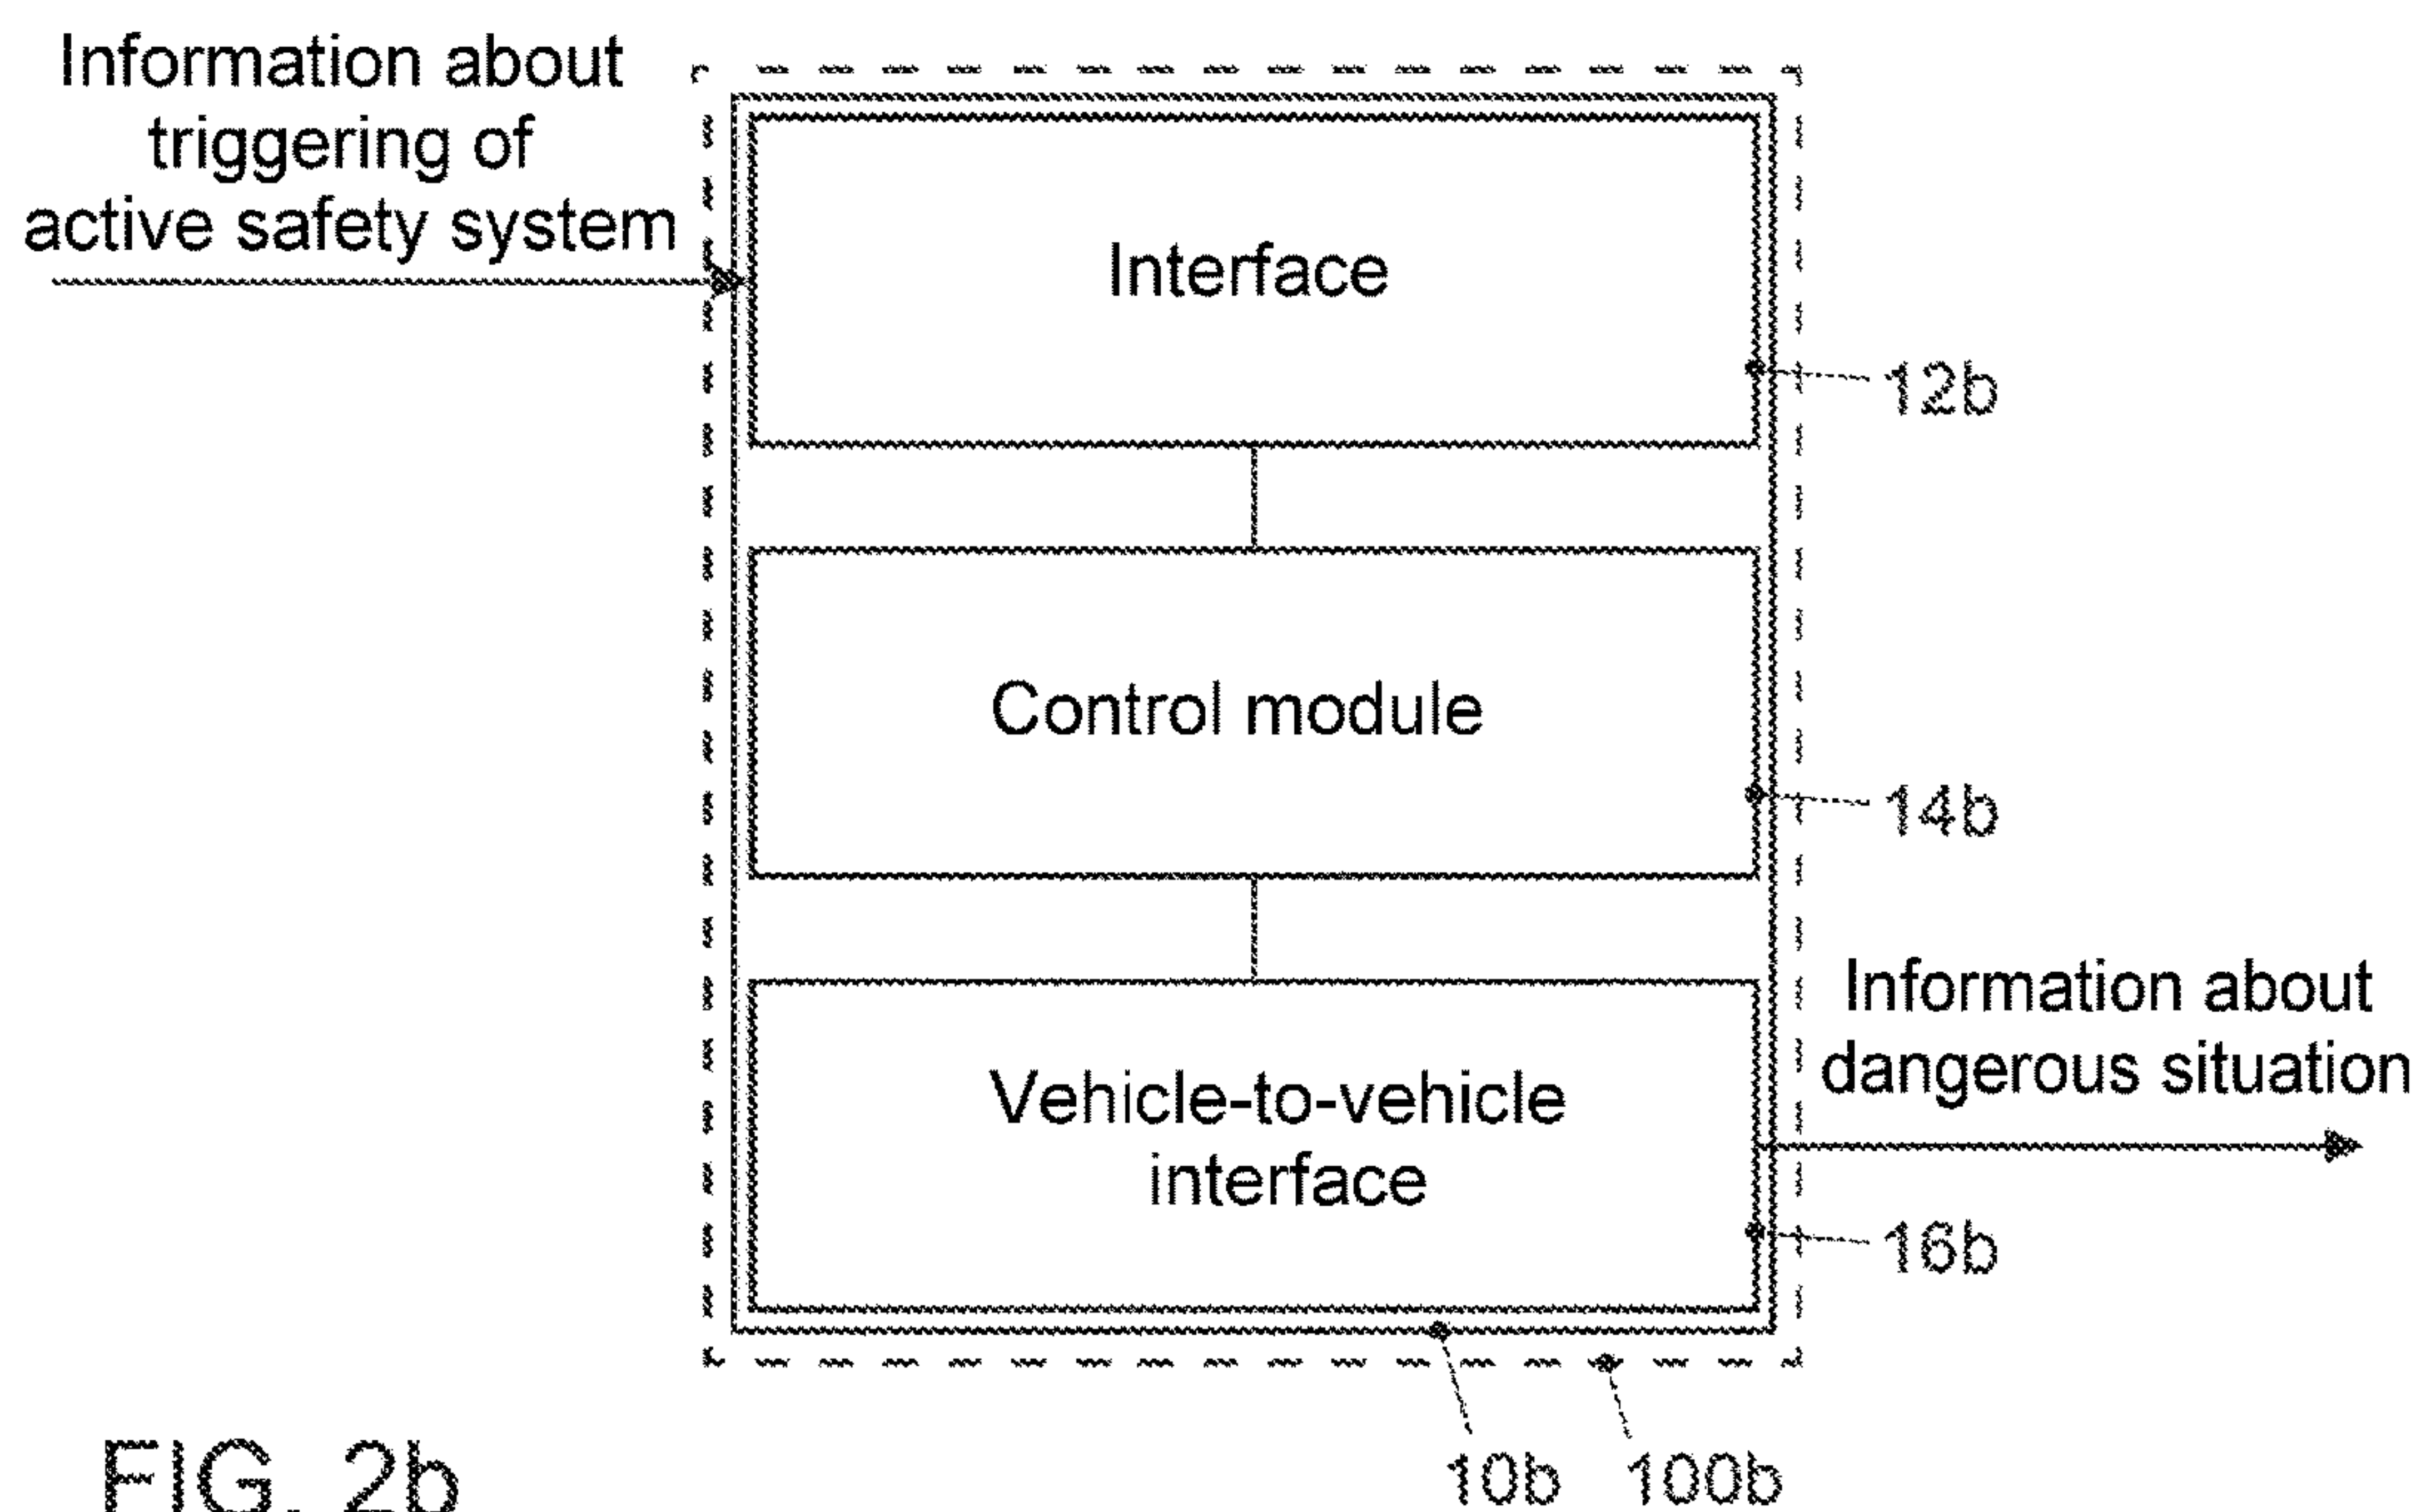 Information about
triggering of
active safety system
Interface
12b
Control module
14b
Information about
dangerous situation
Vehicle-to-vehicle
interface
16b
10b 100b
FIG. 2b